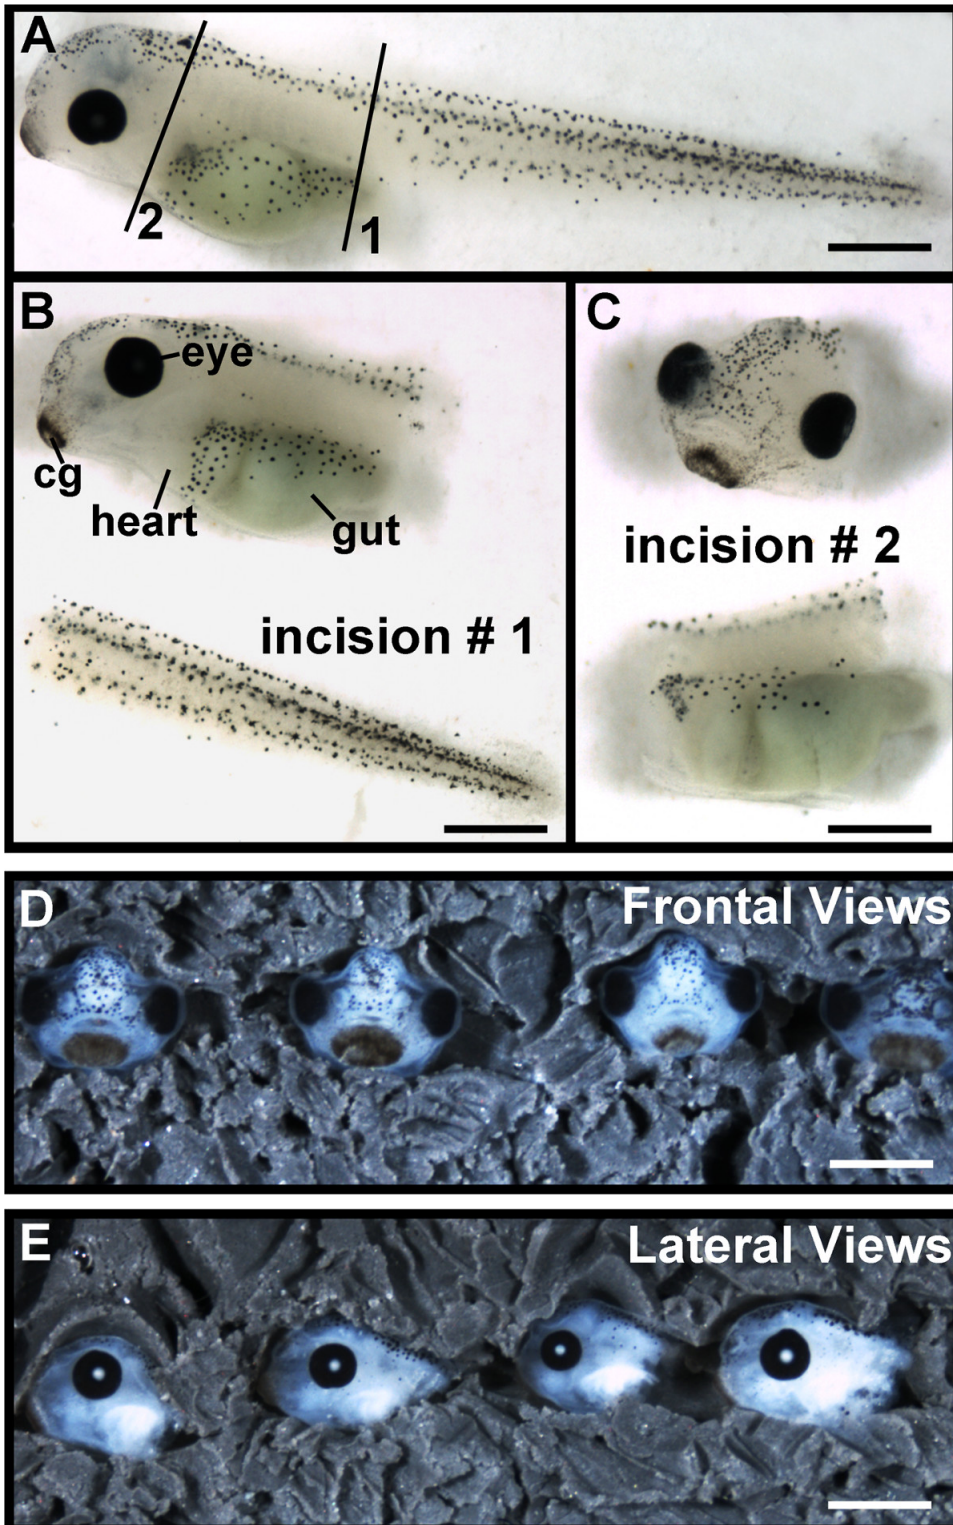 A
2
1
B
eye
cg
heart
gut
incision # 1
C
incision # 2
D
Frontal Views
E
Lateral Views